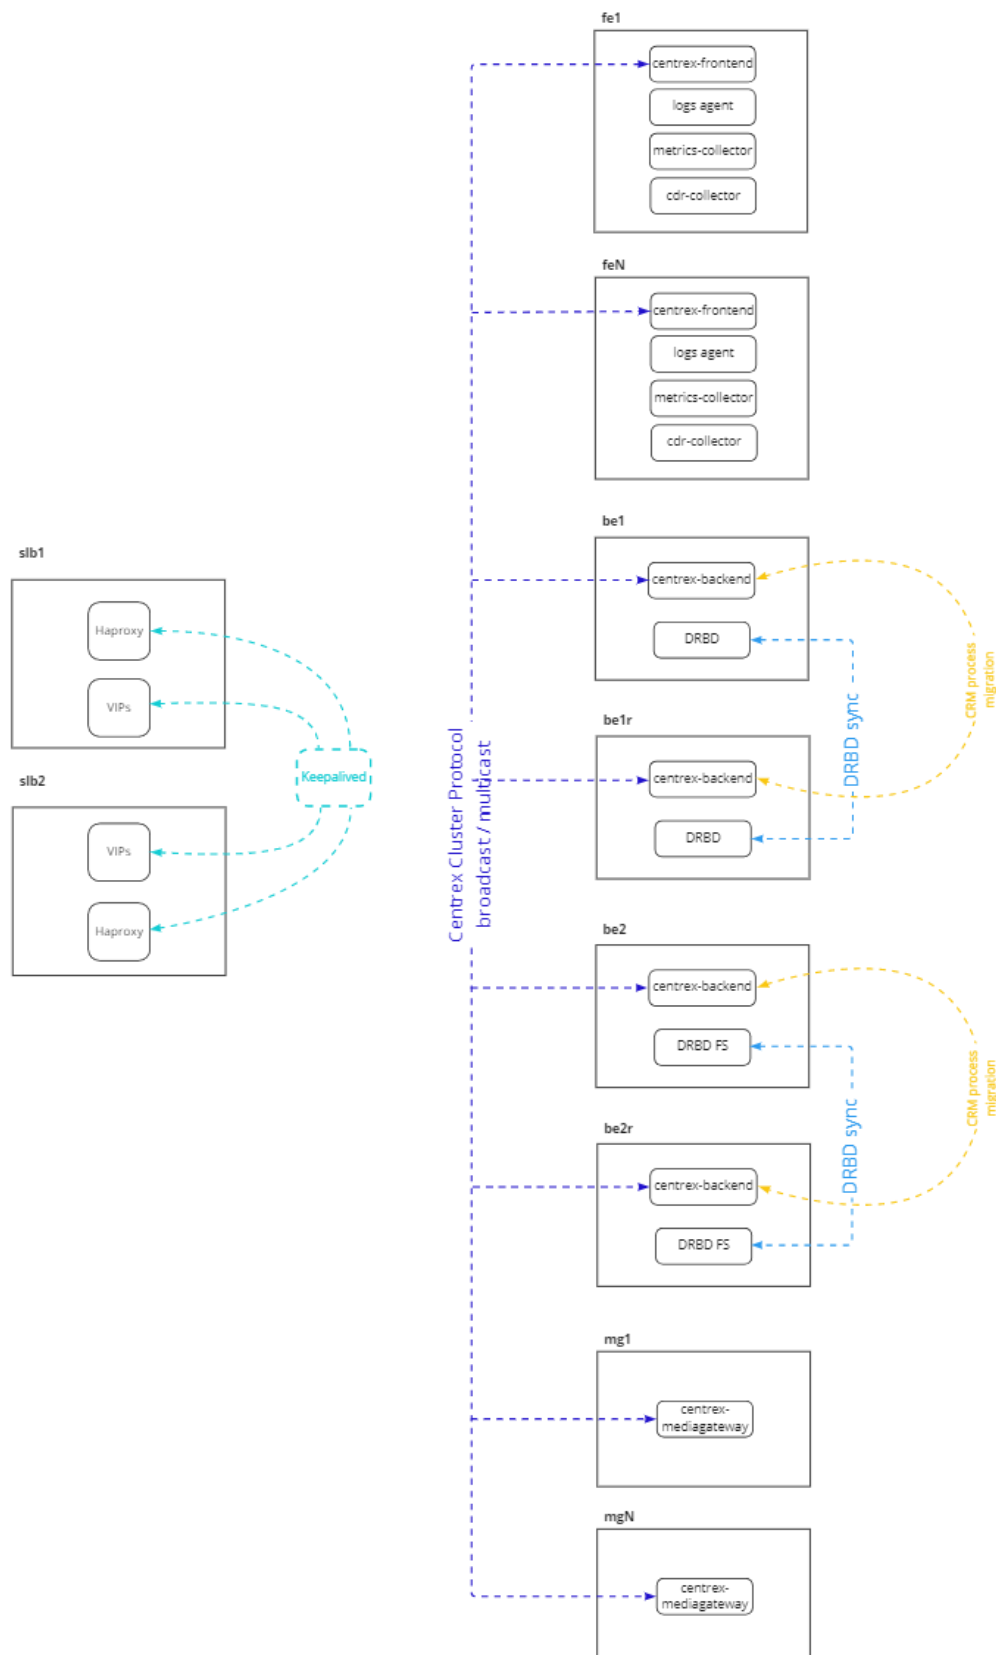 fe1
centrex-frontend
logs agent
metrics-collector
cdr-collector
feN
centrex-frontend
logs agent
metrics-collector
cdr-collector
slb1
Haproxy
VIPs
slb2
VIPs
Haproxy
Keepalived
Centrex Cluster Protocol
broadcast / multicast
be1
centrex-backend
DRBD
be1r
centrex-backend
DRBD
DRBD sync
CRM process
migration
be2
centrex-backend
DRBD FS
be2r
centrex-backend
DRBD FS
DRBD sync
CRM process
migration
mg1
centrex-
mediagateway
mgN
centrex-
mediagateway